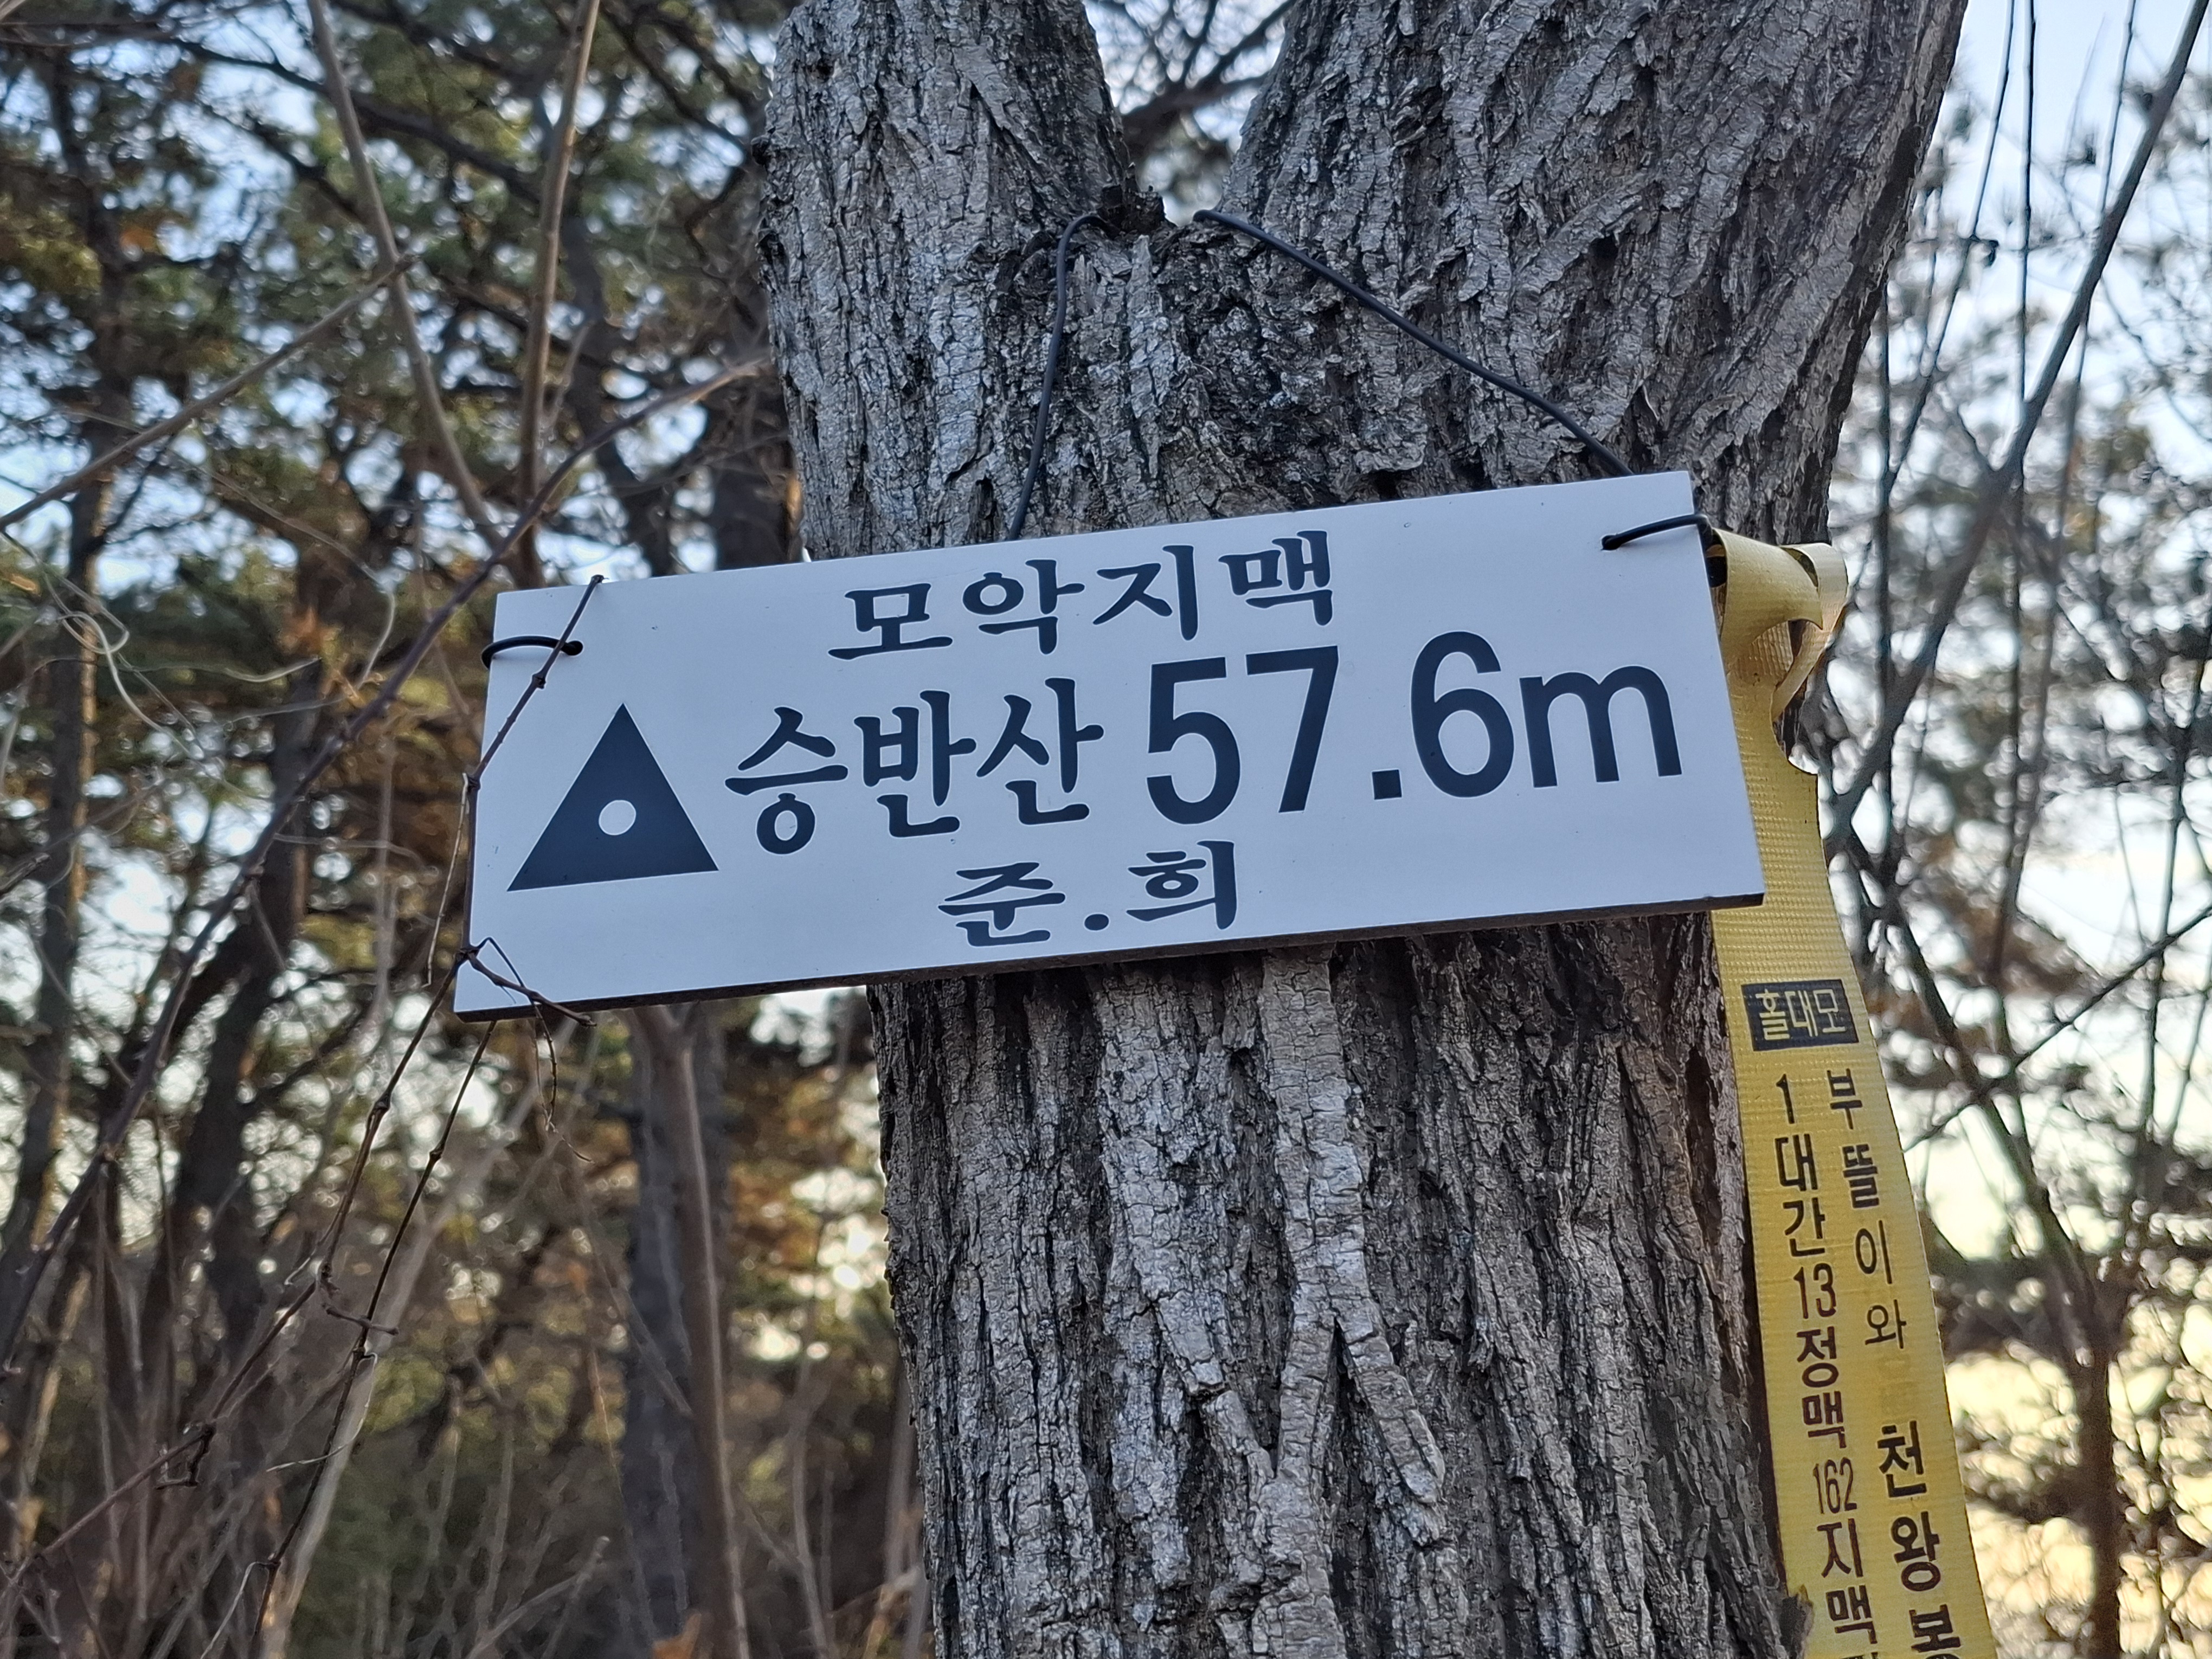 모악지맥
승반산 57.6m
준.희
홀대모
부뜰이와 천왕봉
1대간13정맥162지맥